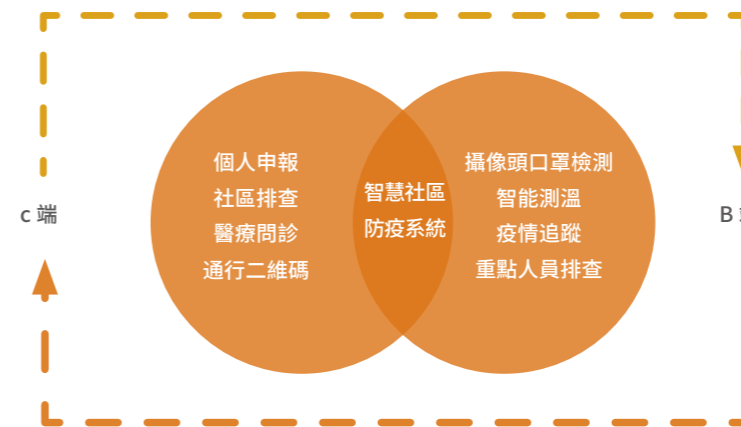 c 端
個人申報
社區排查
醫療問診
通行二維碼
智慧社區
防疫系統
攝像頭口罩檢測
智能測溫
疫情追蹤
重點人員排查
B